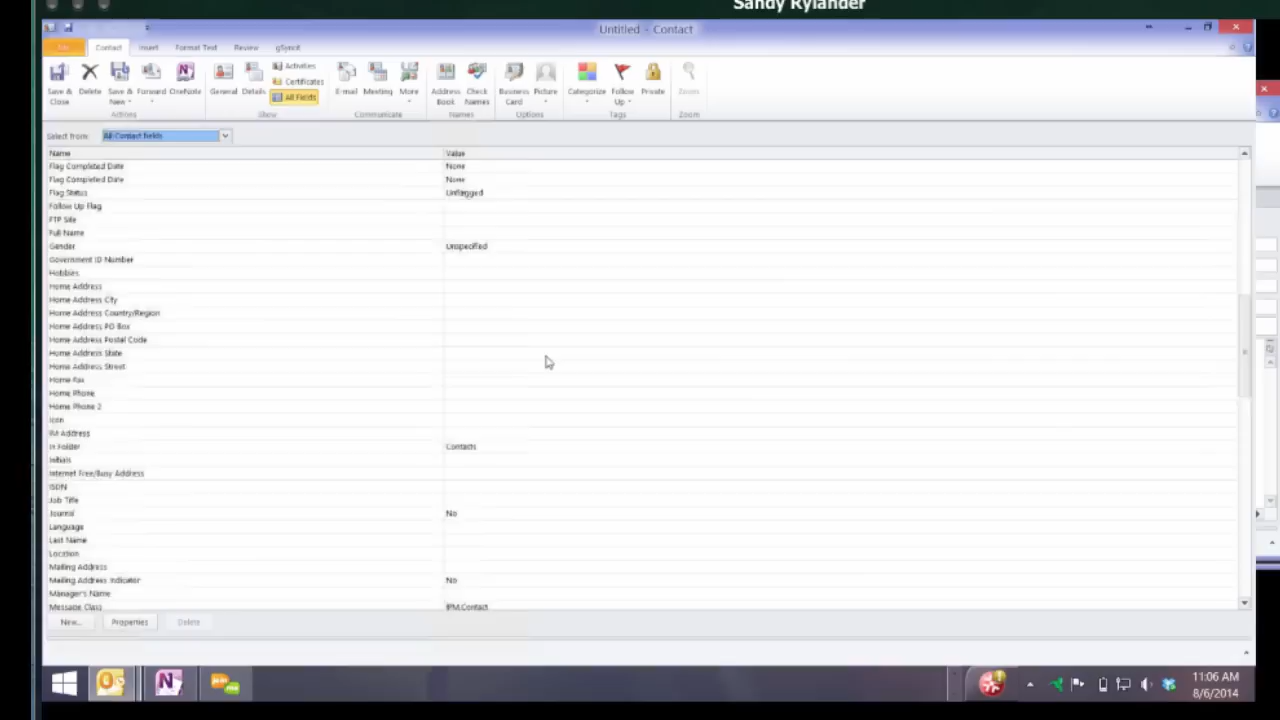 Sandy Rylander
Untitled - Contact
File Contact Insert Format Text Review gSyncit
Save & Close Delete Save & New Forward OneNote General Details Activities Certificates All Fields E-mail Meeting More Address Book Check Names Business Card Picture Categorize Follow Up Private Zoom
Actions Show Communicate Names Options Tags Zoom
Select from: All Contact fields
Name Value
Flag Completed Date None
Flag Completed Date None
Flag Status Unflagged
Follow Up Flag
FTP Site
Full Name
Gender Unspecified
Government ID Number
Hobbies
Home Address
Home Address City
Home Address Country/Region
Home Address PO Box
Home Address Postal Code
Home Address State
Home Address Street
Home Fax
Home Phone
Home Phone 2
Icon
IM Address
In Folder Contacts
Initials
Internet Free/Busy Address
ISDN
Job Title
Journal No
Language
Last Name
Location
Mailing Address
Mailing Address Indicator No
Manager's Name
Message Class IPM.Contact
New... Properties Delete
11:06 AM
8/6/2014